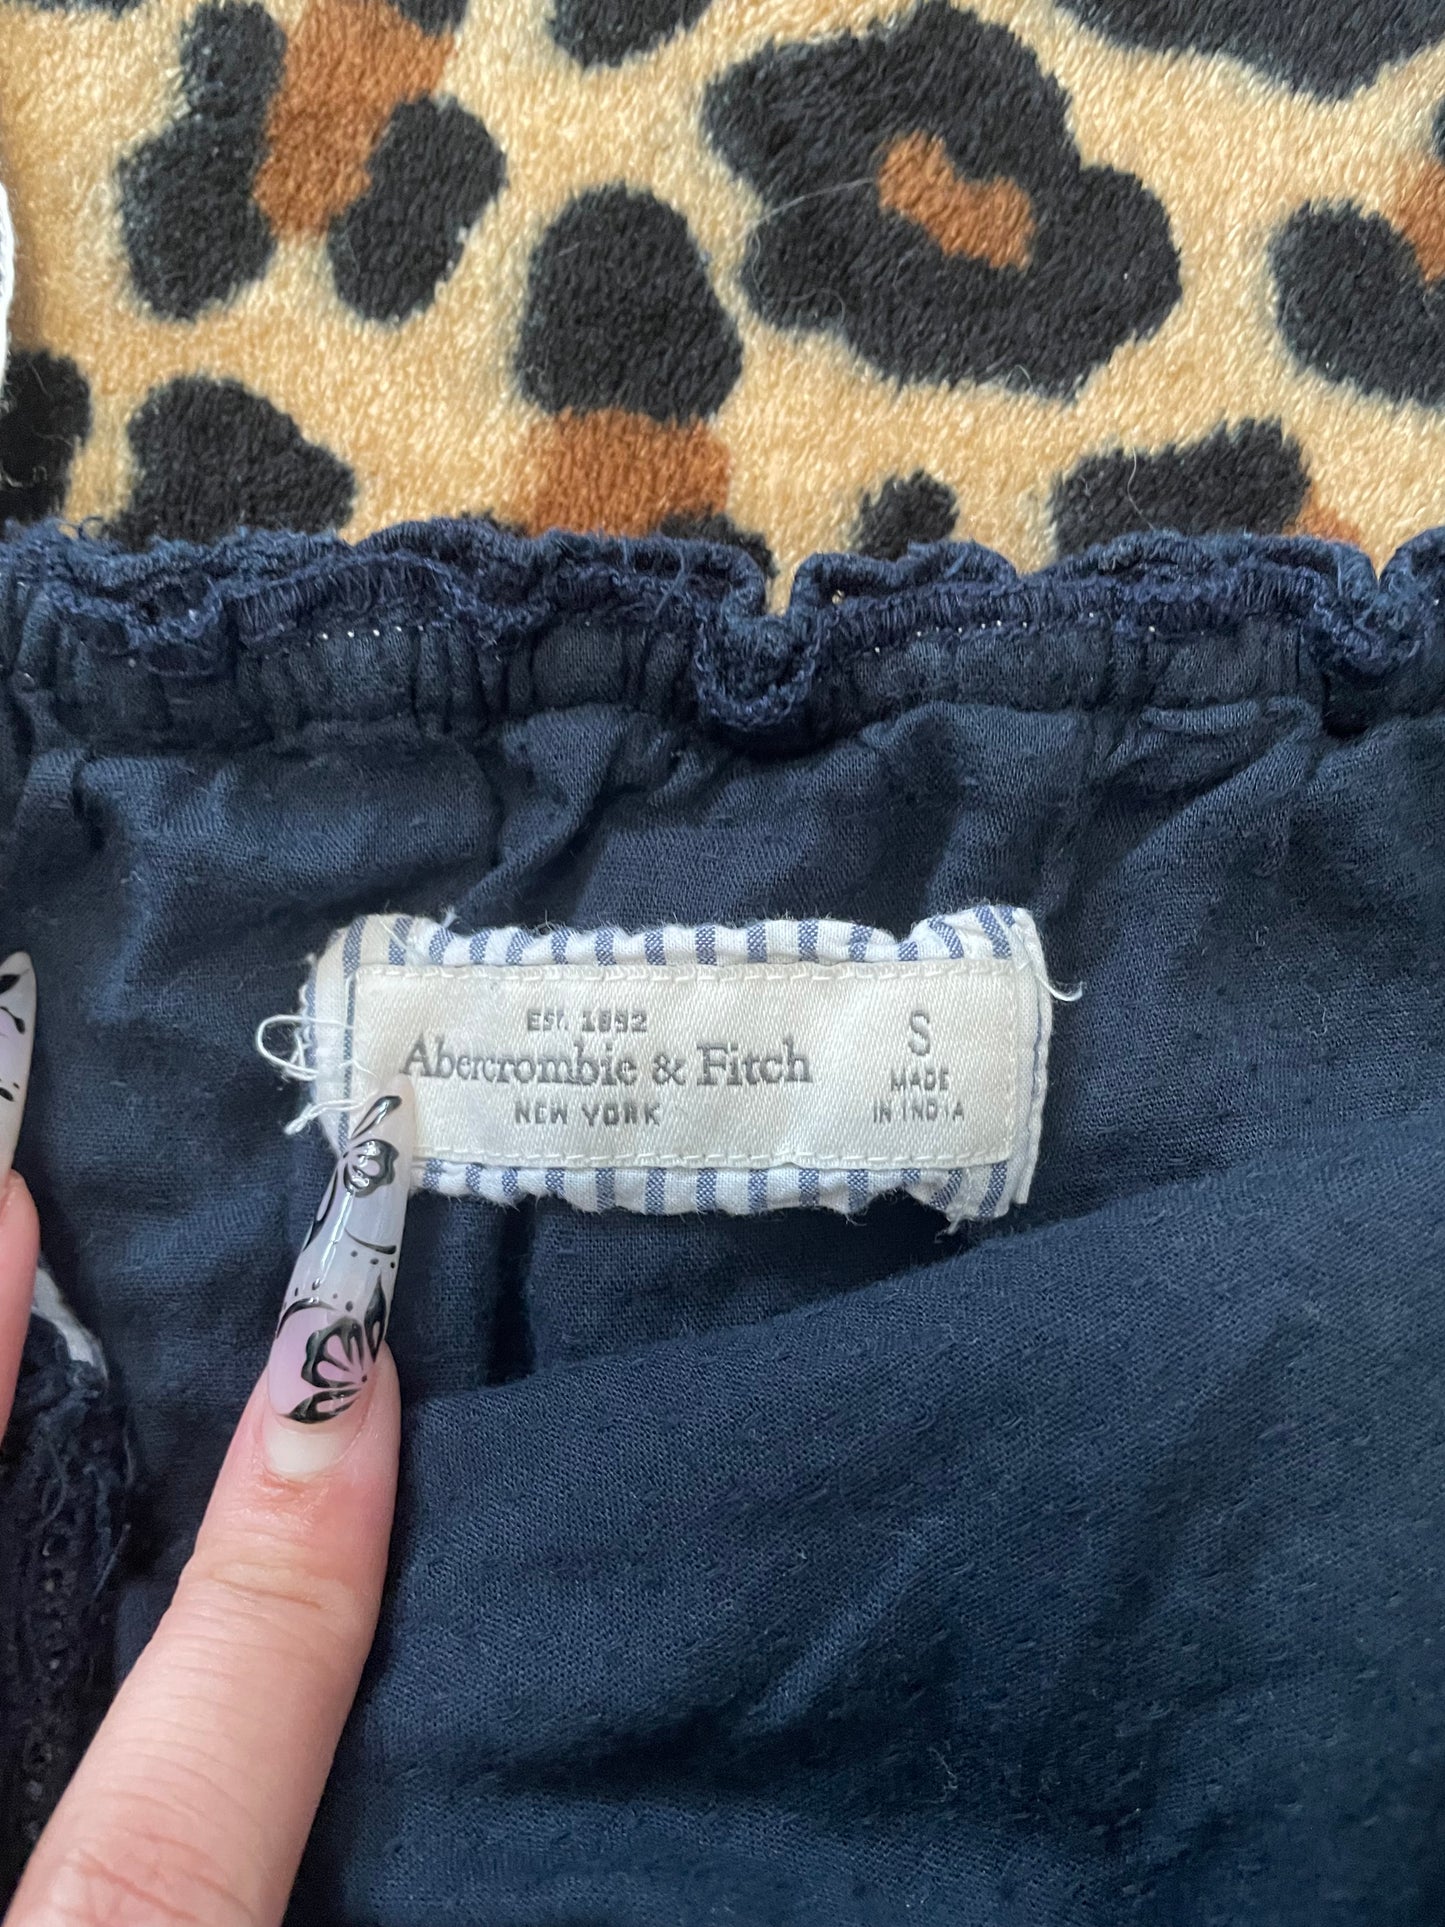 EST. 1892
Abercrombie & Fitch
NEW YORK
S
MADE
IN INDIA